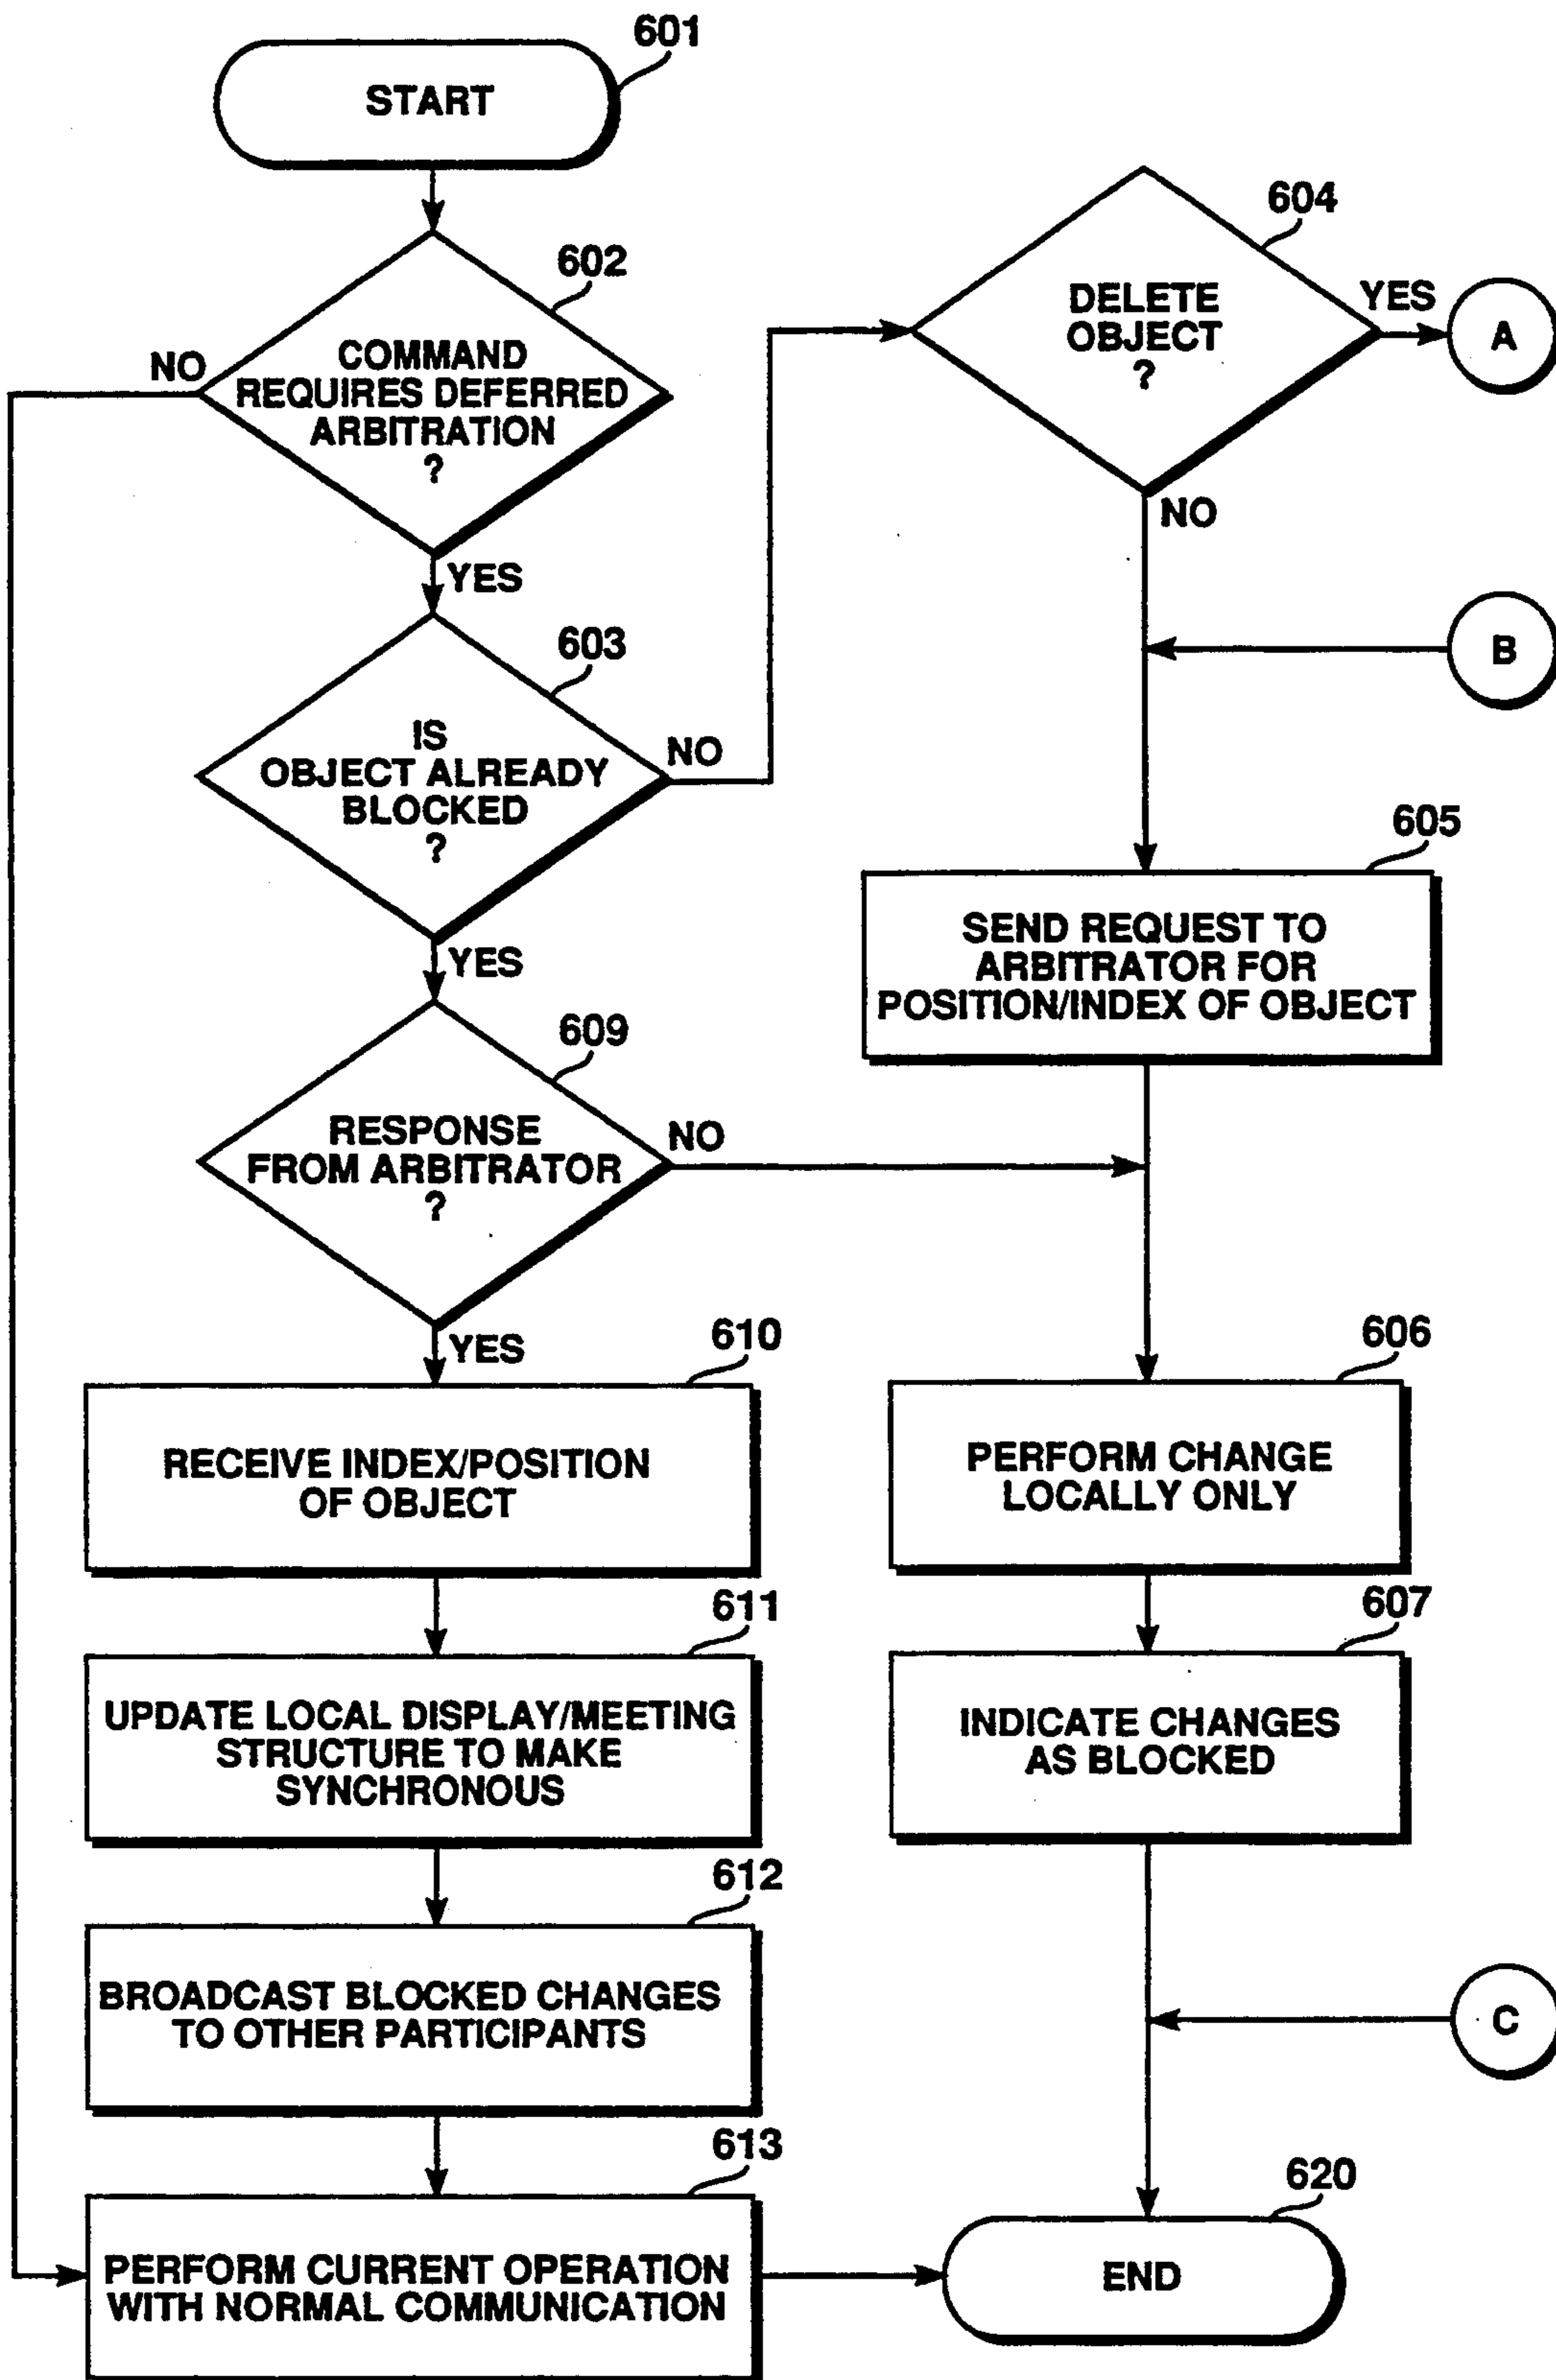 601
START
602
COMMAND
REQUIRES DEFERRED
ARBITRATION
?
NO
YES
603
IS
OBJECT ALREADY
BLOCKED
?
NO
YES
609
RESPONSE
FROM ARBITRATOR
?
NO
YES
610
RECEIVE INDEX/POSITION
OF OBJECT
611
UPDATE LOCAL DISPLAY/MEETING
STRUCTURE TO MAKE
SYNCHRONOUS
612
BROADCAST BLOCKED CHANGES
TO OTHER PARTICIPANTS
613
PERFORM CURRENT OPERATION
WITH NORMAL COMMUNICATION
604
DELETE
OBJECT
?
YES
A
NO
B
605
SEND REQUEST TO
ARBITRATOR FOR
POSITION/INDEX OF OBJECT
606
PERFORM CHANGE
LOCALLY ONLY
607
INDICATE CHANGES
AS BLOCKED
C
620
END